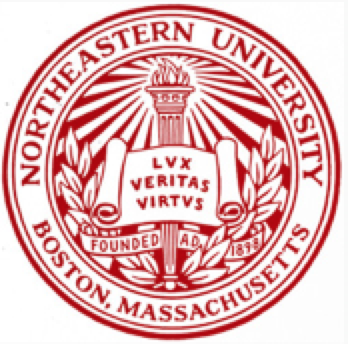 NORTHEASTERN UNIVERSITY
LVX
VERITAS
VIRTVS
FOUNDED A.D. 1898
BOSTON, MASSACHUSETTS